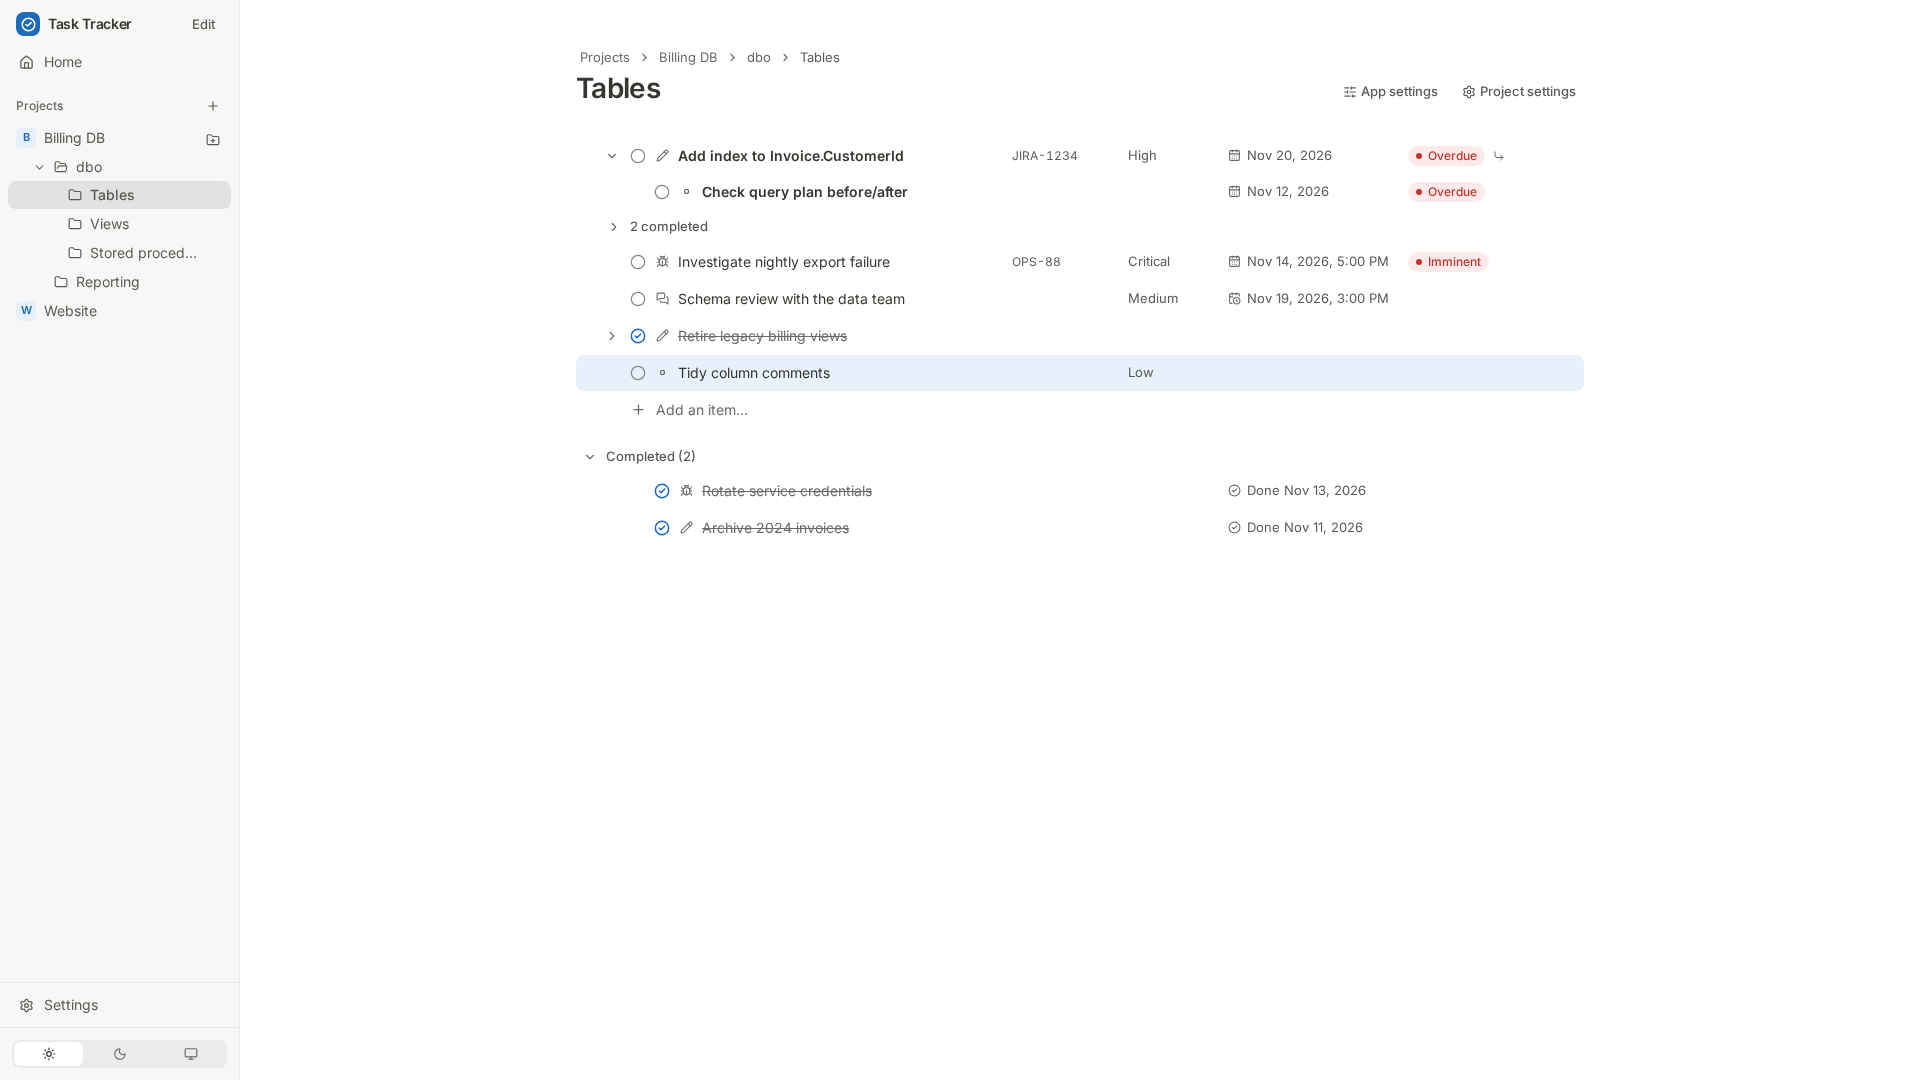 Task Tracker
Edit
Home
Projects
B Billing DB
dbo
Tables
Views
Stored proced...
Reporting
W Website
Settings
Projects > Billing DB > dbo > Tables
Tables
App settings
Project settings
Add index to Invoice.CustomerId JIRA-1234 High Nov 20, 2026 Overdue
Check query plan before/after Nov 12, 2026 Overdue
2 completed
Investigate nightly export failure OPS-88 Critical Nov 14, 2026, 5:00 PM Imminent
Schema review with the data team Medium Nov 19, 2026, 3:00 PM
Retire legacy billing views
Tidy column comments Low
Add an item...
Completed (2)
Rotate service credentials Done Nov 13, 2026
Archive 2024 invoices Done Nov 11, 2026